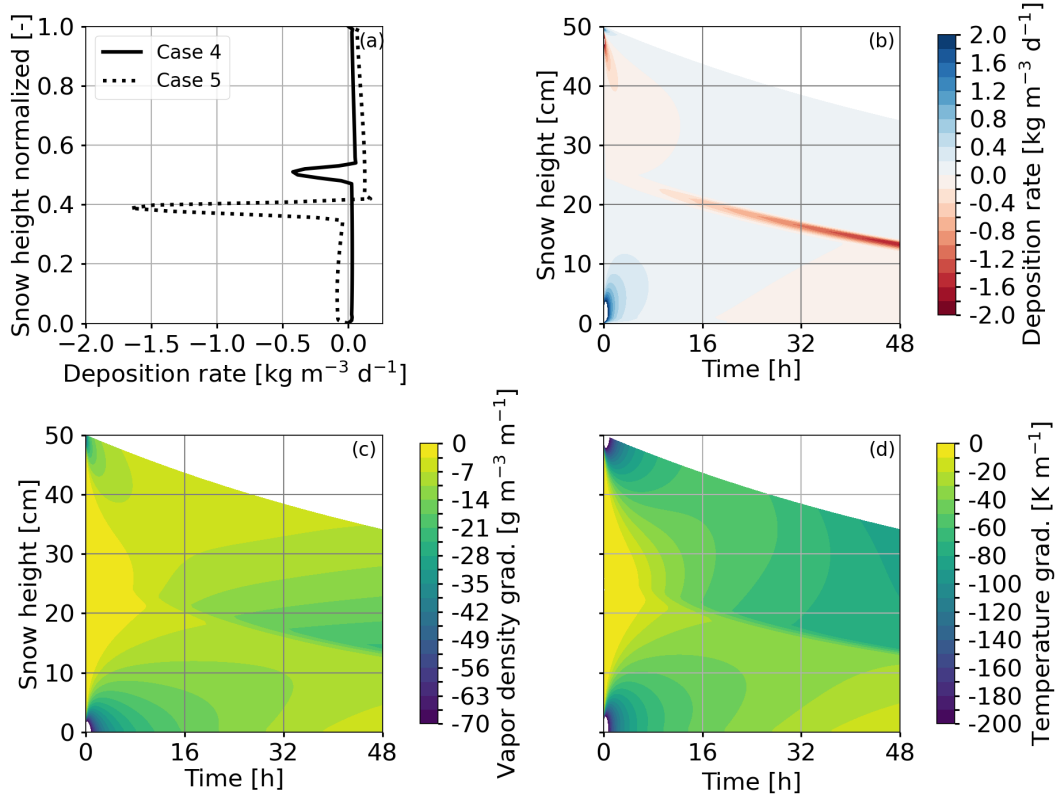 (a)
Case 4
Case 5
1.0
0.8
0.6
0.4
0.2
0.0
Snow height normalized [-]
−2.0 −1.5 −1.0 −0.5 0.0
Deposition rate [kg m⁻³ d⁻¹]
(b)
50
40
30
20
10
0
Snow height [cm]
0 16 32 48
Time [h]
2.0
1.6
1.2
0.8
0.4
0.0
-0.4
-0.8
-1.2
-1.6
-2.0
Deposition rate [kg m⁻³ d⁻¹]
(c)
50
40
30
20
10
0
Snow height [cm]
0 16 32 48
Time [h]
0
-7
-14
-21
-28
-35
-42
-49
-56
-63
-70
Vapor density grad. [g m⁻³ m⁻¹]
(d)
50
40
30
20
10
0
0 16 32 48
Time [h]
0
-20
-40
-60
-80
-100
-120
-140
-160
-180
-200
Temperature grad. [K m⁻¹]